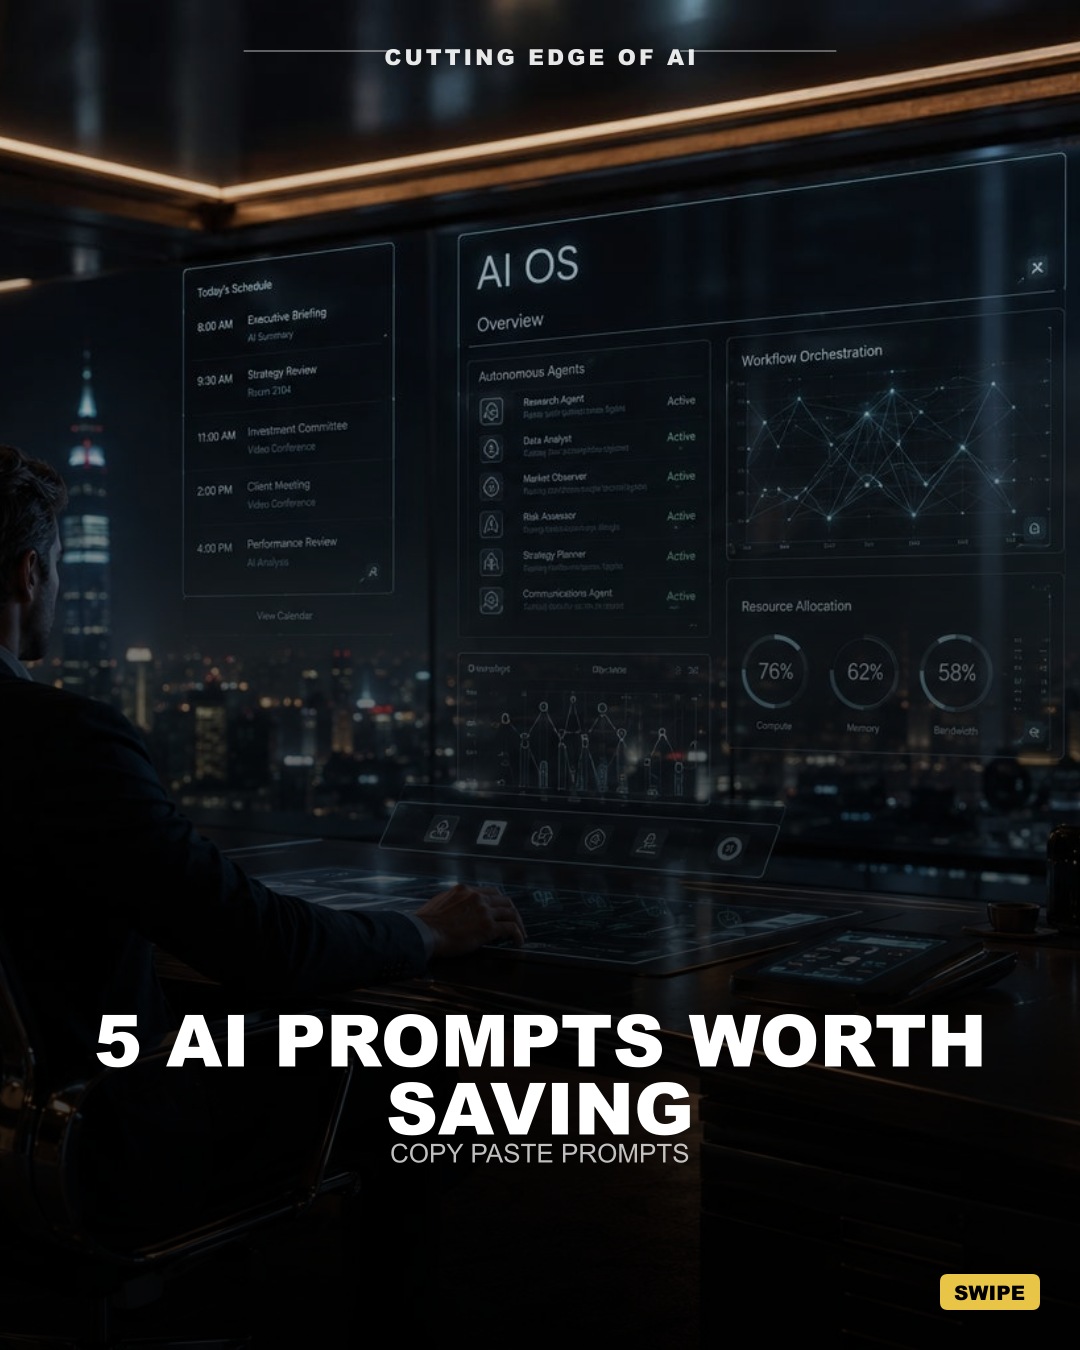 CUTTING EDGE OF AI
Today's Schedule
8:00 AM Executive Briefing
AI Summary
9:30 AM Strategy Review
Room 2104
11:00 AM Investment Committee
Video Conference
2:00 PM Client Meeting
Video Conference
4:00 PM Performance Review
AI Analysis
View Calendar
AI OS
Overview
Autonomous Agents
Research Agent Active
Data Analyst Active
Market Observer Active
Risk Assessor Active
Strategy Planner Active
Communications Agent Active
Workflow Orchestration
Resource Allocation
76% 62% 58%
Compute Memory Bandwidth
5 AI PROMPTS WORTH
SAVING
COPY PASTE PROMPTS
SWIPE